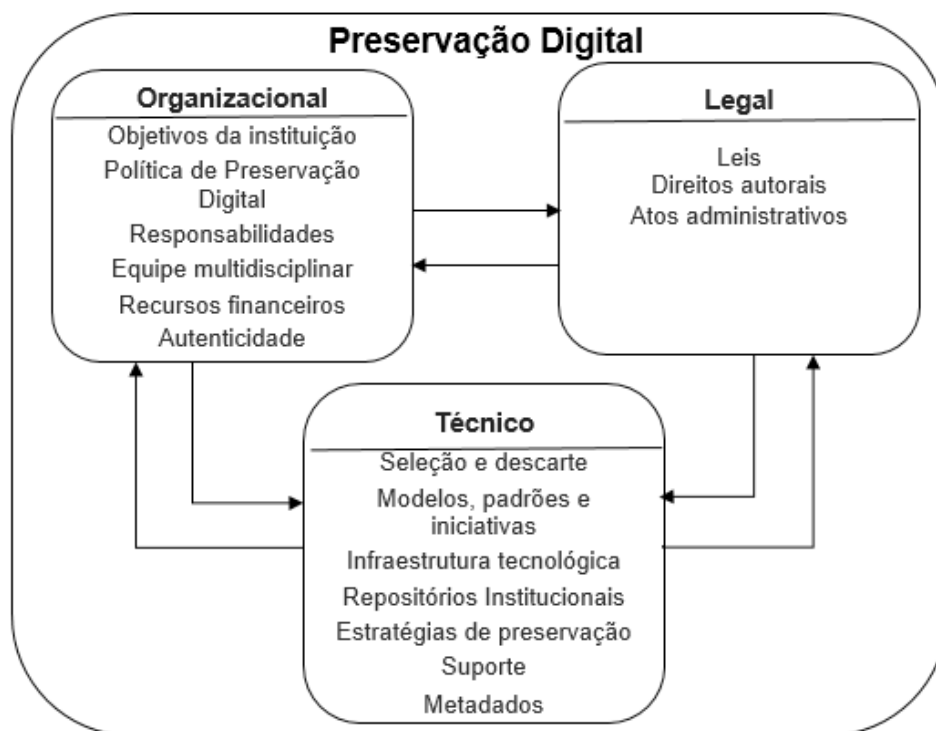 Preservação Digital
Organizacional
Objetivos da instituição
Política de Preservação
Digital
Responsabilidades
Equipe multidisciplinar
Recursos financeiros
Autenticidade
Legal
Leis
Direitos autorais
Atos administrativos
Técnico
Seleção e descarte
Modelos, padrões e
iniciativas
Infraestrutura tecnológica
Repositórios Institucionais
Estratégias de preservação
Suporte
Metadados